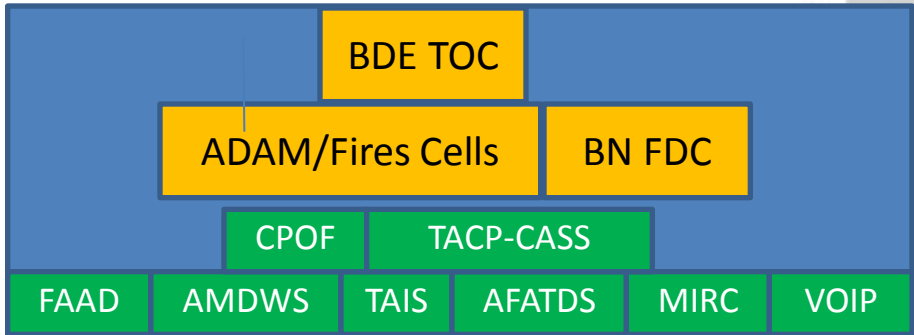 BDE TOC
ADAM/Fires Cells BN FDC
CPOF TACP-CASS
FAAD AMDWS TAIS AFATDS MIRC VOIP